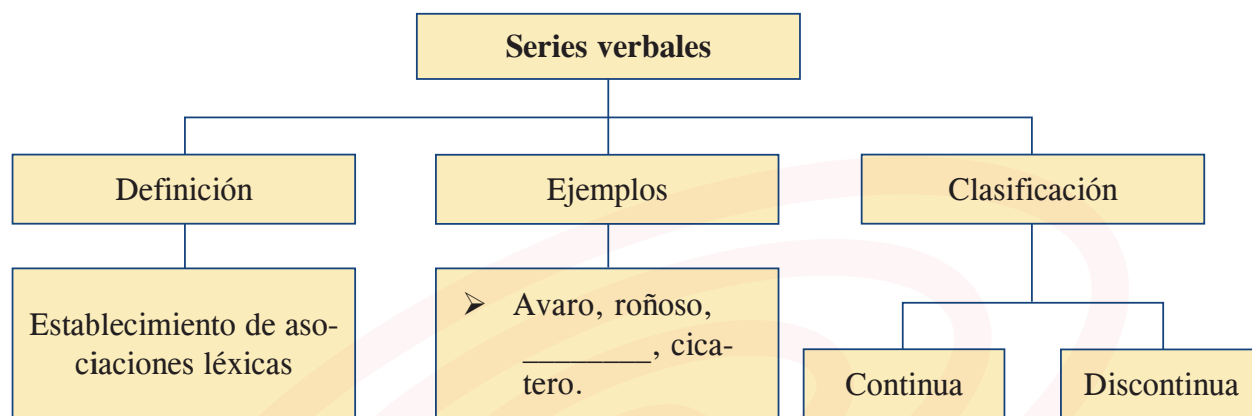 Series verbales
Definición
Ejemplos
Clasificación
Establecimiento de aso-
ciaciones léxicas
➢ Avaro, roñoso,
________, cica-
tero.
Continua
Discontinua